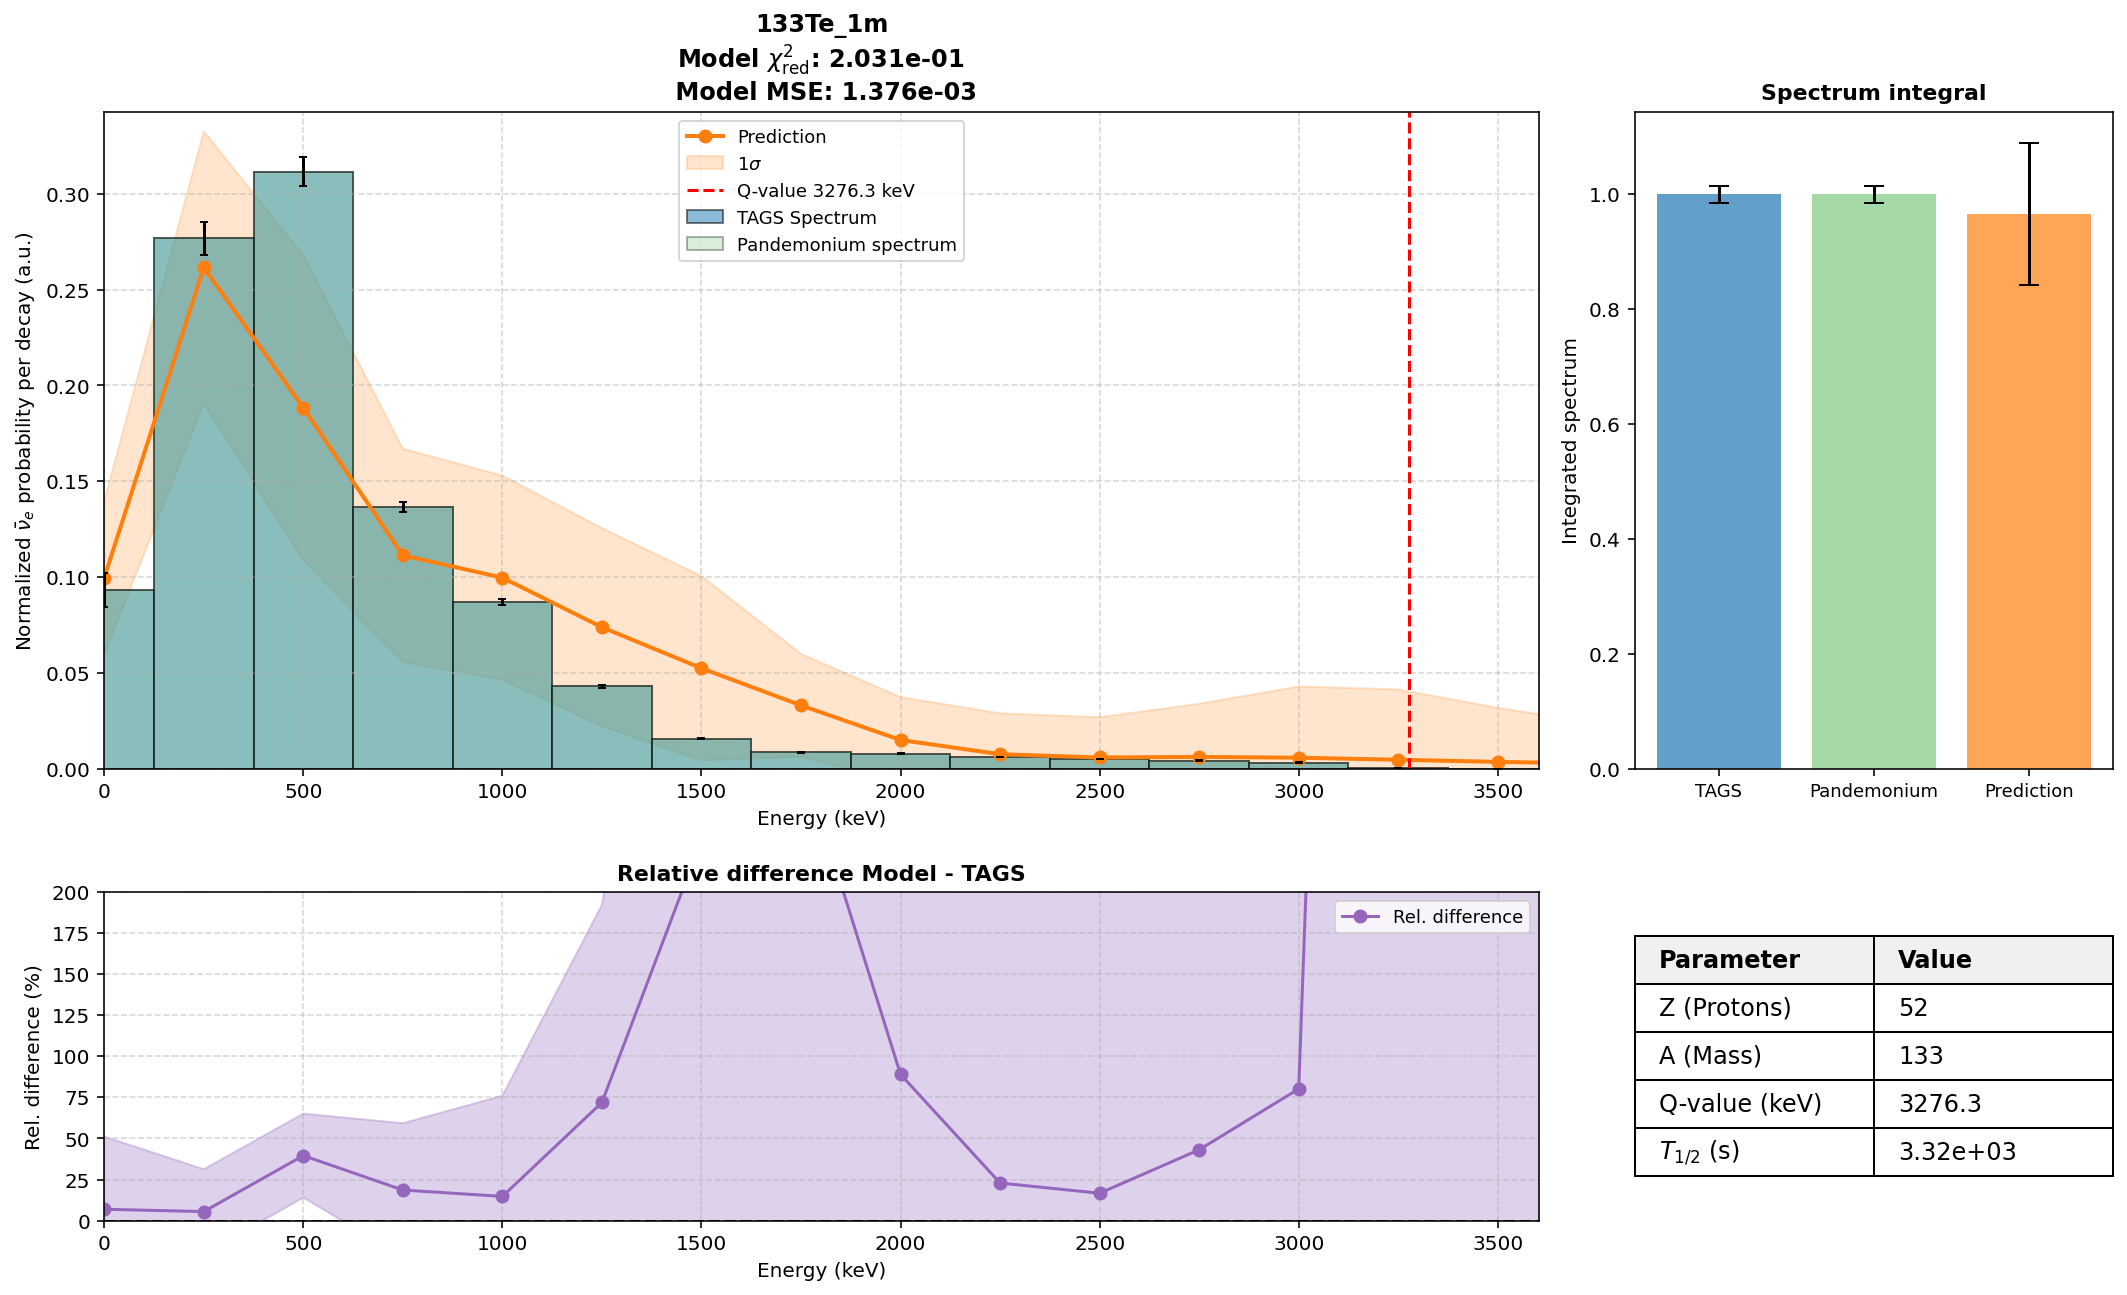 133Te_1m
Model χ²red: 2.031e-01
Model MSE: 1.376e-03
Normalized ν̄e probability per decay (a.u.)
0.30
0.25
0.20
0.15
0.10
0.05
0.00
Prediction
1σ
Q-value 3276.3 keV
TAGS Spectrum
Pandemonium spectrum
0 500 1000 1500 2000 2500 3000 3500
Energy (keV)
Spectrum integral
Integrated spectrum
1.0
0.8
0.6
0.4
0.2
0.0
TAGS Pandemonium Prediction
Relative difference Model - TAGS
Rel. difference (%)
200
175
150
125
100
75
50
25
0
Rel. difference
0 500 1000 1500 2000 2500 3000 3500
Energy (keV)
Parameter Value
Z (Protons) 52
A (Mass) 133
Q-value (keV) 3276.3
T1/2 (s) 3.32e+03